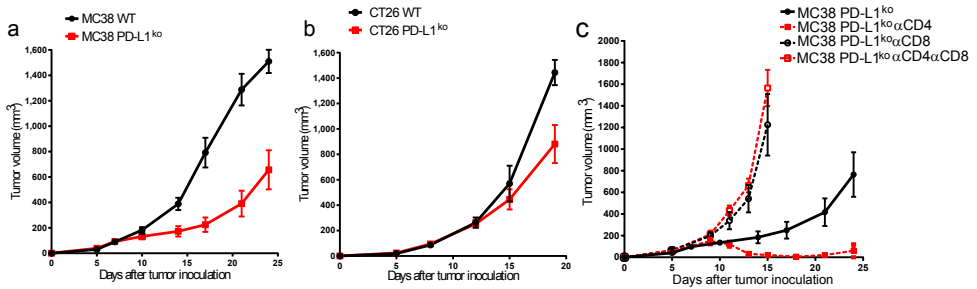 a
MC38 WT
MC38 PD-L1ko
Tumor volume (mm3)
1,600
1,400
1,200
1,000
800
600
400
200
0
0 5 10 15 20 25
Days after tumor inoculation
b
CT26 WT
CT26 PD-L1ko
Tumor volume (mm3)
1,600
1,400
1,200
1,000
800
600
400
200
0
0 5 10 15 20
Days after tumor inoculation
c
MC38 PD-L1ko
MC38 PD-L1koαCD4
MC38 PD-L1koαCD8
MC38 PD-L1koαCD4αCD8
Tumor volume (mm3)
2000
1800
1600
1400
1200
1000
800
600
400
200
0
0 5 10 15 20 25
Days after tumor inoculation